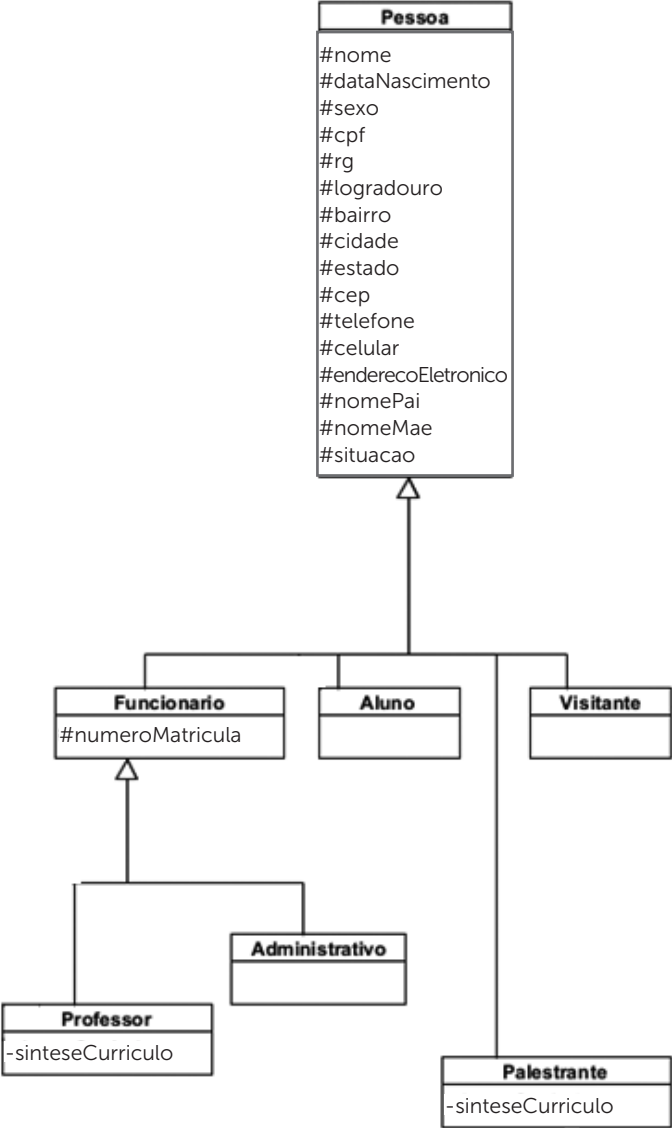 Pessoa
#nome
#dataNascimento
#sexo
#cpf
#rg
#logradouro
#bairro
#cidade
#estado
#cep
#telefone
#celular
#enderecoEletronico
#nomePai
#nomeMae
#situacao
Funcionario
#numeroMatricula
Aluno
Visitante
Administrativo
Professor
-sinteseCurriculo
Palestrante
-sinteseCurriculo